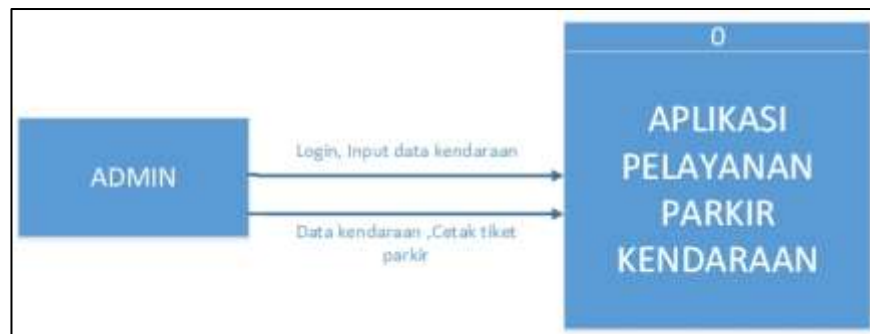 0
ADMIN
Login, Input data kendaraan
Data kendaraan ,Cetak tiket
parkir
APLIKASI
PELAYANAN
PARKIR
KENDARAAN